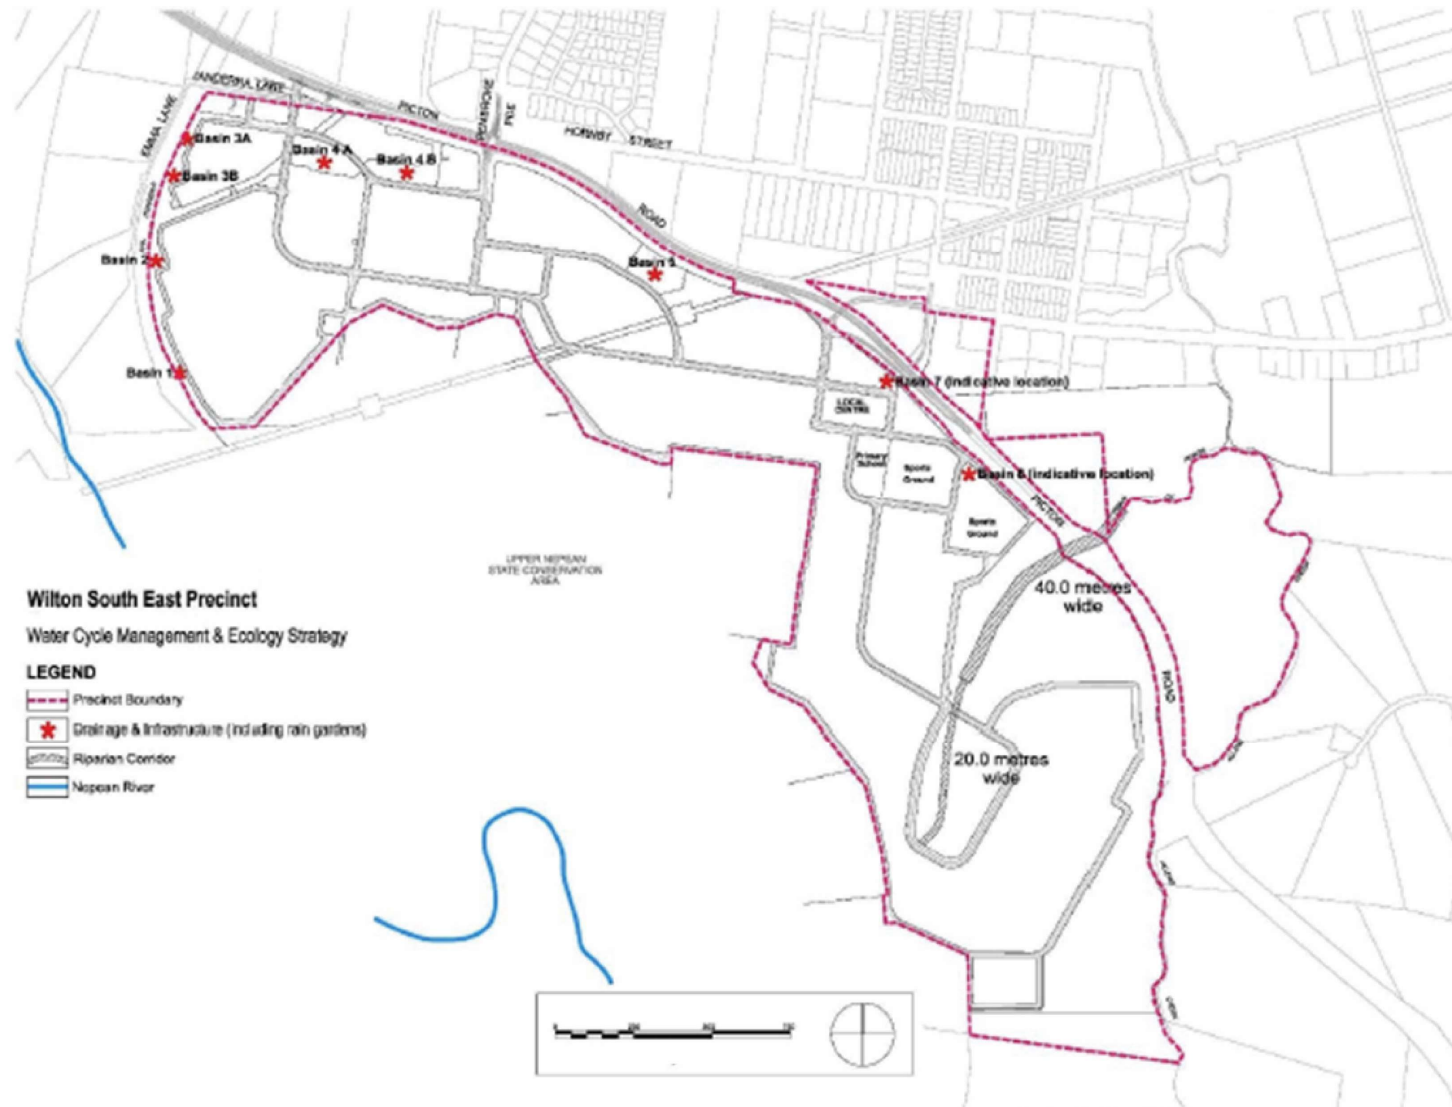 EMMA LANE
JANDERRA LANE
PICTON
PEMBROKE
PDE
HORNBY STREET
ROAD
Basin 3A
Basin 4 A
Basin 4 B
Basin 3B
Basin 2
Basin 1
Basin 5
Basin 7 (indicative location)
LOCAL
CENTRE
Primary
School
Sports
Ground
Basin 6 (indicative location)
PICTON
Sports
Ground
UPPER NEPEAN
STATE CONSERVATION
AREA
40.0 metres
wide
ROAD
20.0 metres
wide
Wilton South East Precinct
Water Cycle Management & Ecology Strategy
LEGEND
Precinct Boundary
Drainage & Infrastructure (including rain gardens)
Riparian Corridor
Nepean River